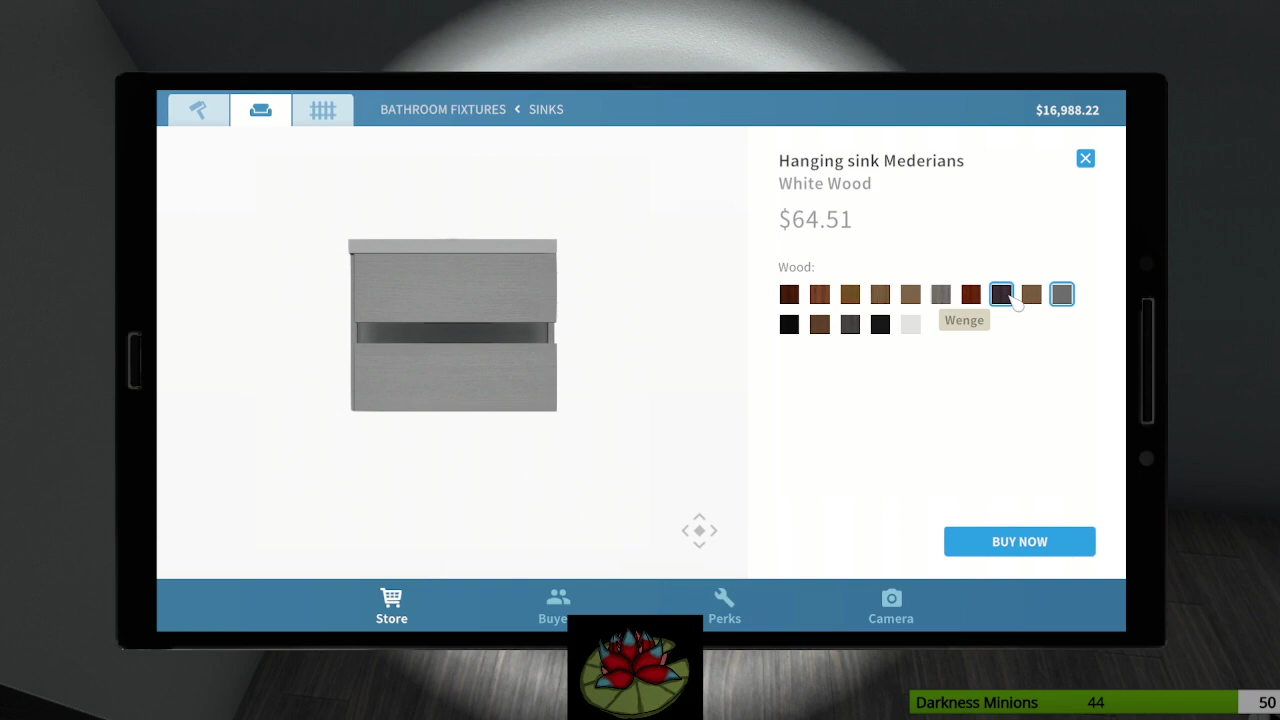 BATHROOM FIXTURES < SINKS
$16,988.22
Hanging sink Mederians
White Wood
$64.51
Wood:
Wenge
BUY NOW
Store
Buye
Perks
Camera
Darkness Minions 44 50